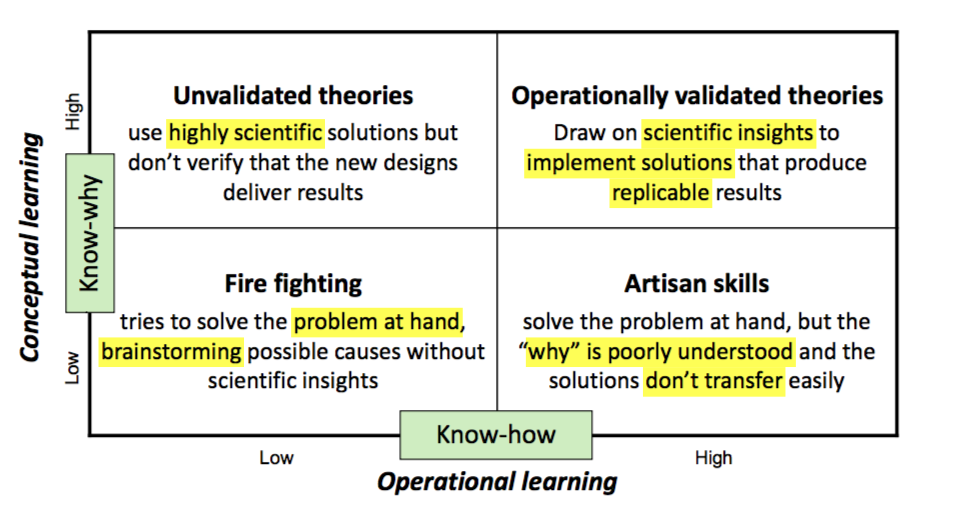 Conceptual learning
High
Know-why
Low
Unvalidated theories
use highly scientific solutions but
don’t verify that the new designs
deliver results
Operationally validated theories
Draw on scientific insights to
implement solutions that produce
replicable results
Fire fighting
tries to solve the problem at hand,
brainstorming possible causes without
scientific insights
Artisan skills
solve the problem at hand, but the
“why” is poorly understood and the
solutions don’t transfer easily
Know-how
Low
High
Operational learning